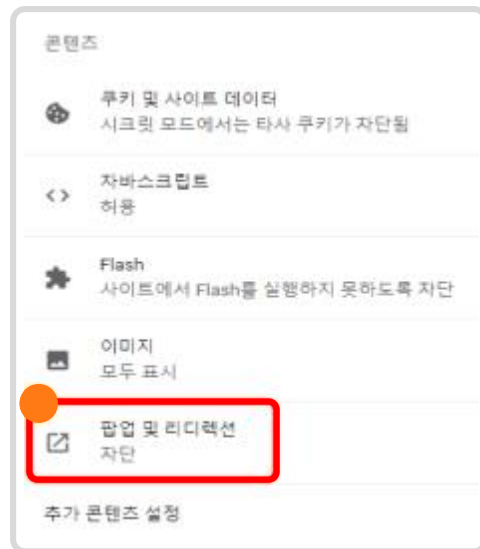 콘텐츠
쿠키 및 사이트 데이터
시크릿 모드에서는 타사 쿠키가 차단됨
자바스크립트
허용
Flash
사이트에서 Flash를 실행하지 못하도록 차단
이미지
모두 표시
팝업 및 리디렉션
차단
추가 콘텐츠 설정